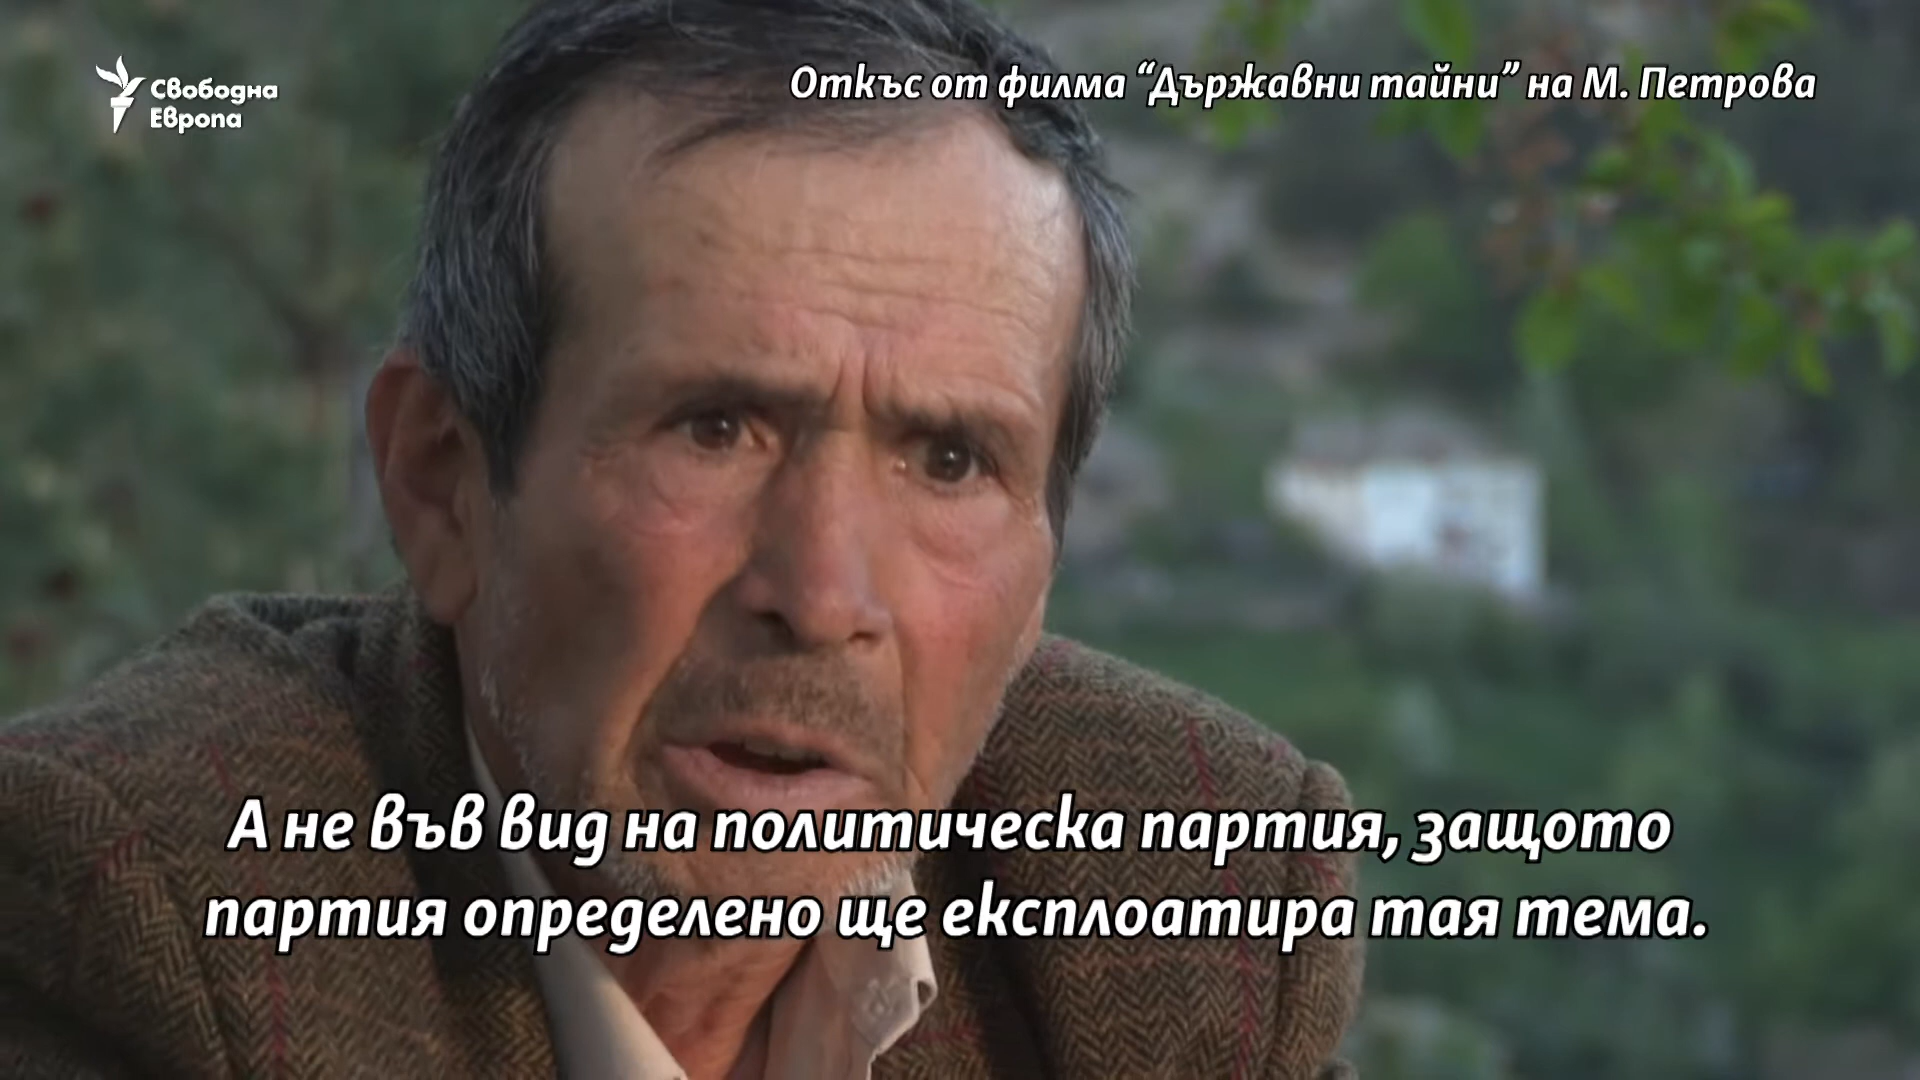 Свободна
Европа
Откъс от филма “Държавни тайни” на М. Петрова
А не във вид на политическа партия, защото
партия определено ще експлоатира тая тема.